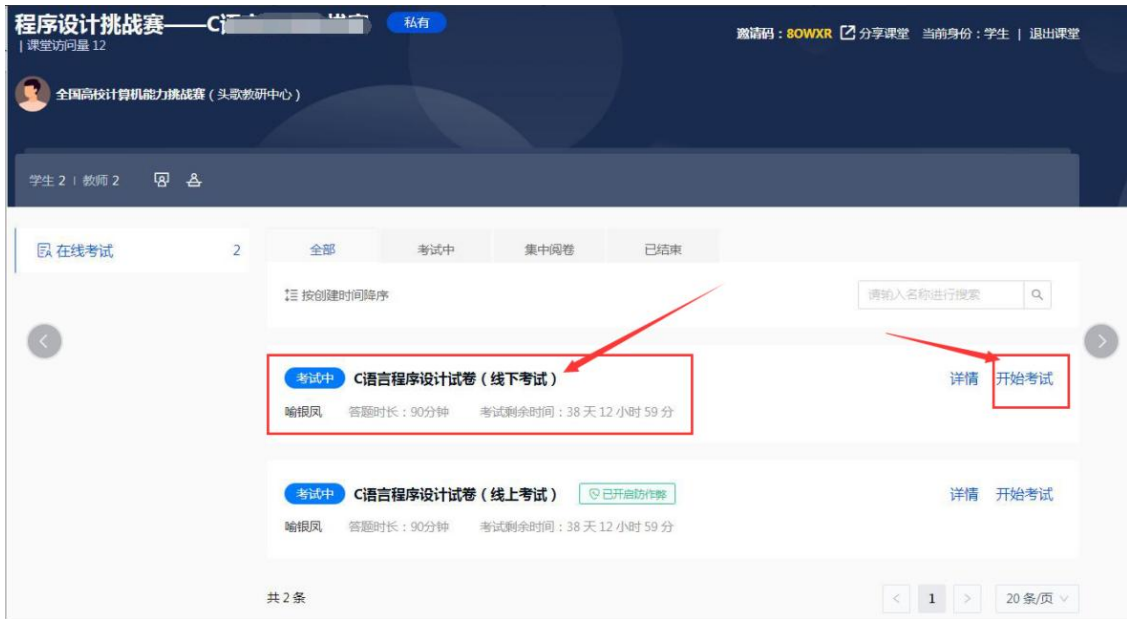 程序设计挑战赛——C
私有
邀请码：8OWXR 分享课堂 当前身份：学生 | 退出课堂
| 课堂访问量 12
全国高校计算机能力挑战赛（头歌教研中心）
学生 2 | 教师 2
在线考试 2
全部 考试中 集中阅卷 已结束
按创建时间降序
请输入名称进行搜索
考试中 C语言程序设计试卷（线下考试） 详情 开始考试
喻银凤 答题时长：90分钟 考试剩余时间：38 天 12 小时 59 分
考试中 C语言程序设计试卷（线上考试） 已开启防作弊 详情 开始考试
喻银凤 答题时长：90分钟 考试剩余时间：38 天 12 小时 59 分
共 2 条
< 1 > 20 条/页